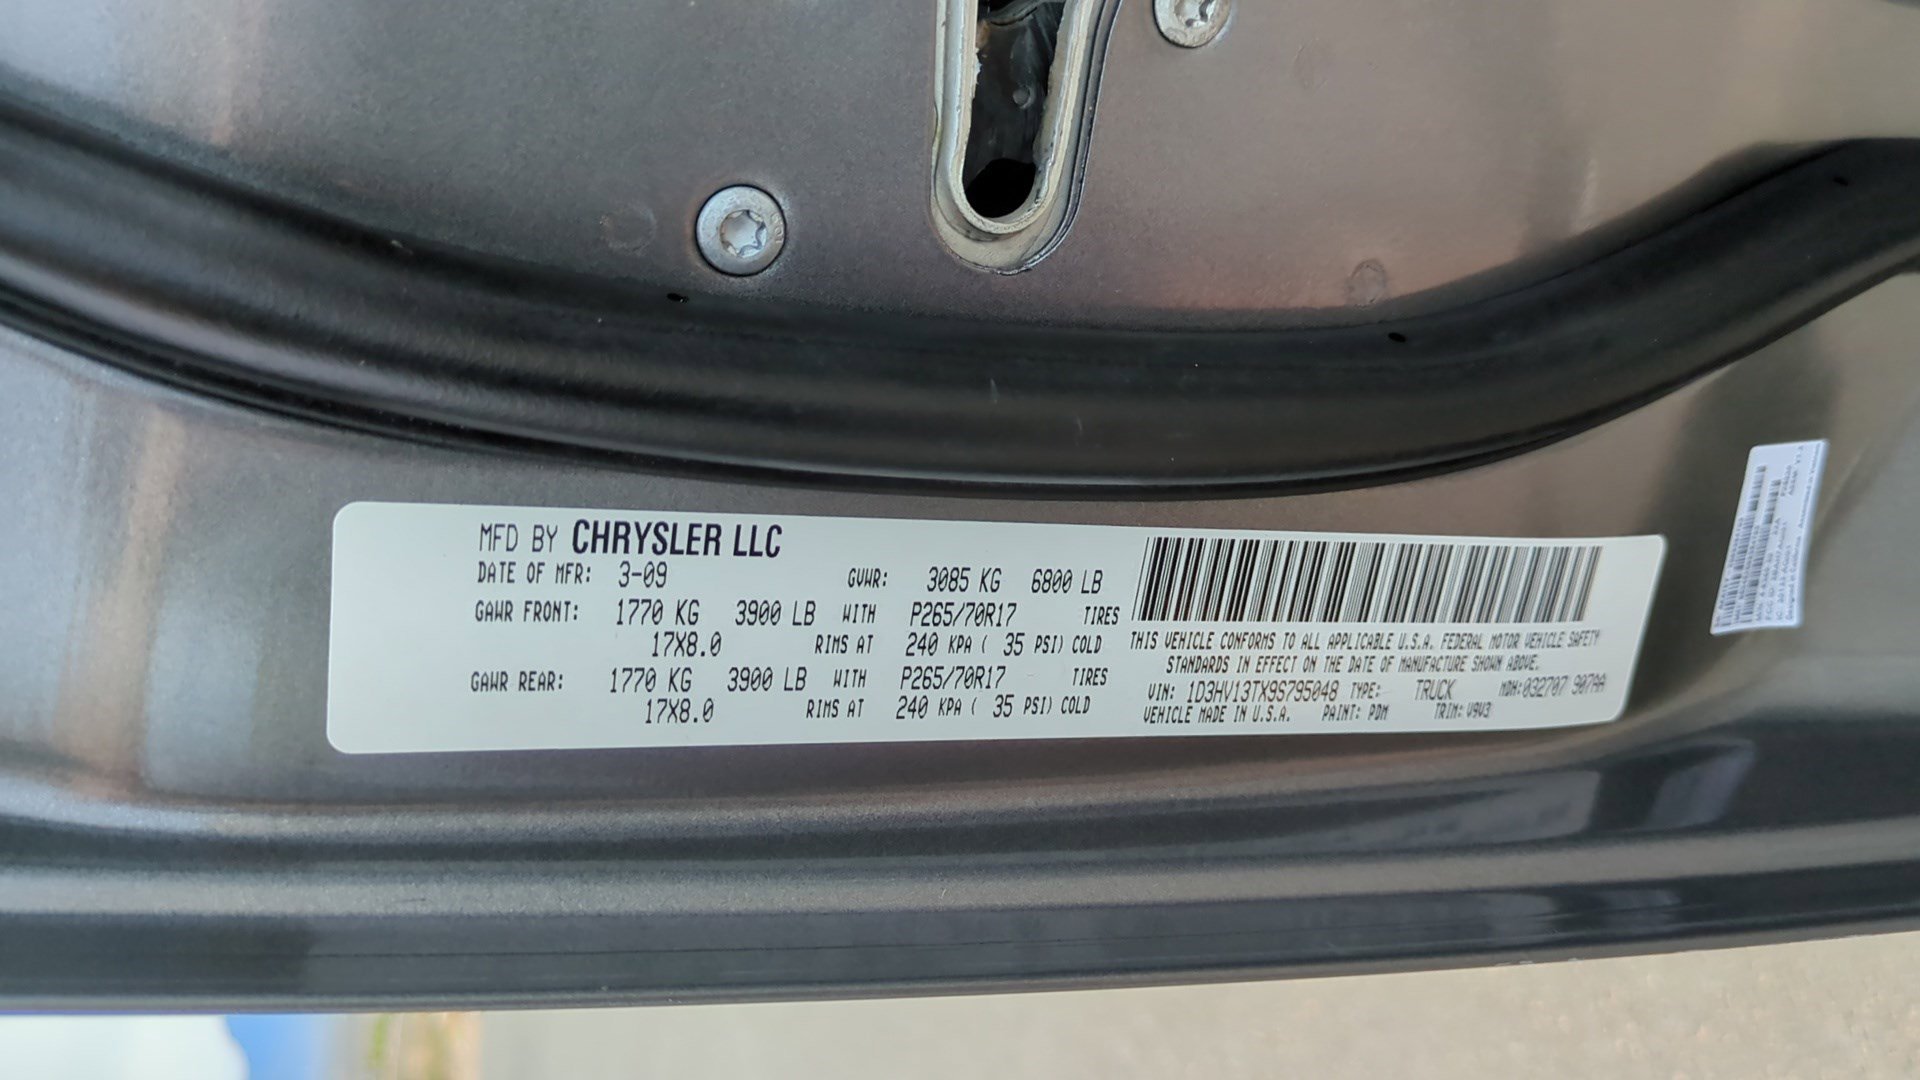 MFD BY CHRYSLER LLC
DATE OF MFR: 3-09 GVWR: 3085 KG 6800 LB
GAWR FRONT: 1770 KG 3900 LB WITH P265/70R17 TIRES
17X8.0 RIMS AT 240 KPA ( 35 PSI) COLD
GAWR REAR: 1770 KG 3900 LB WITH P265/70R17 TIRES
17X8.0 RIMS AT 240 KPA ( 35 PSI) COLD
THIS VEHICLE CONFORMS TO ALL APPLICABLE U.S.A. FEDERAL MOTOR VEHICLE SAFETY
STANDARDS IN EFFECT ON THE DATE OF MANUFACTURE SHOWN ABOVE.
VIN: 1D3HV13TX9S795048 TYPE: TRUCK MDH:032707 907AA
VEHICLE MADE IN U.S.A. PAINT: PDM TRIM: V9V3